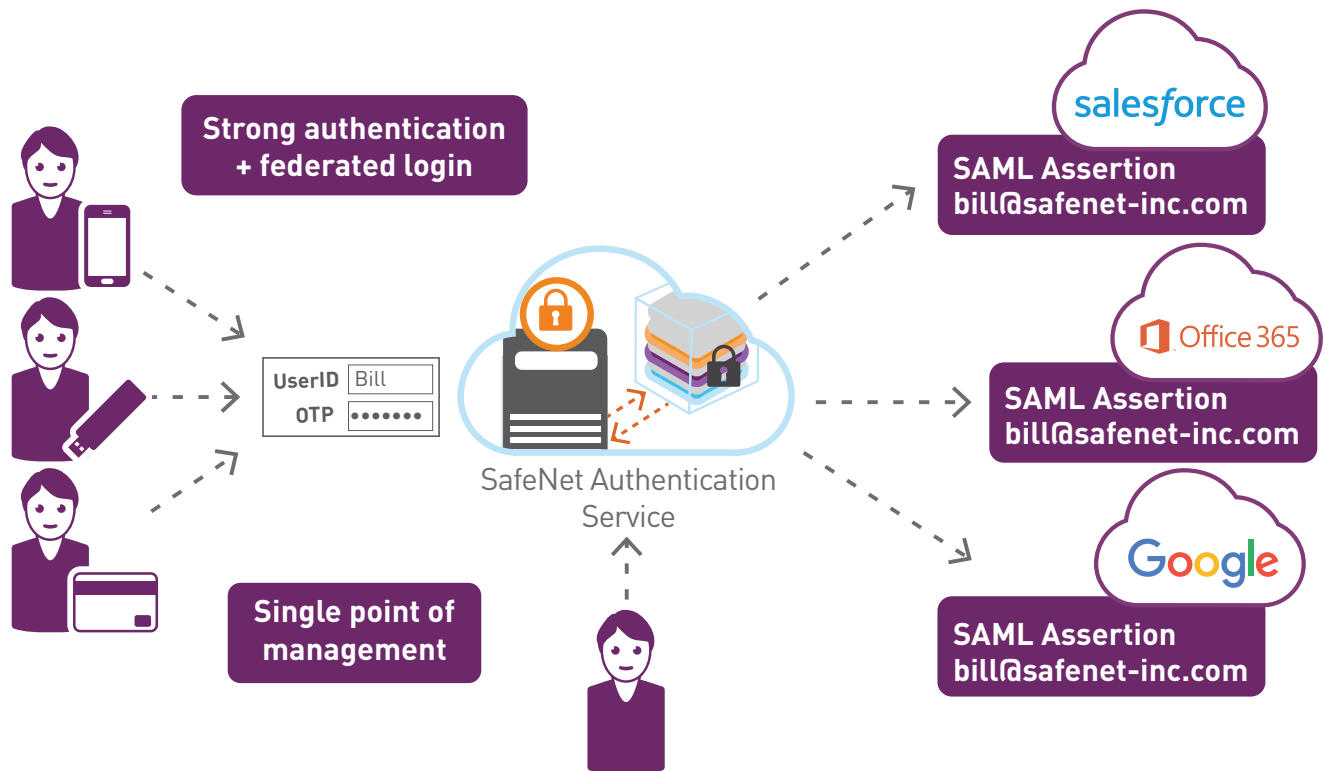 Strong authentication
+ federated login
UserID Bill
OTP •••••••
SafeNet Authentication
Service
Single point of
management
salesforce
SAML Assertion
bill@safenet-inc.com
Office 365
SAML Assertion
bill@safenet-inc.com
Google
SAML Assertion
bill@safenet-inc.com